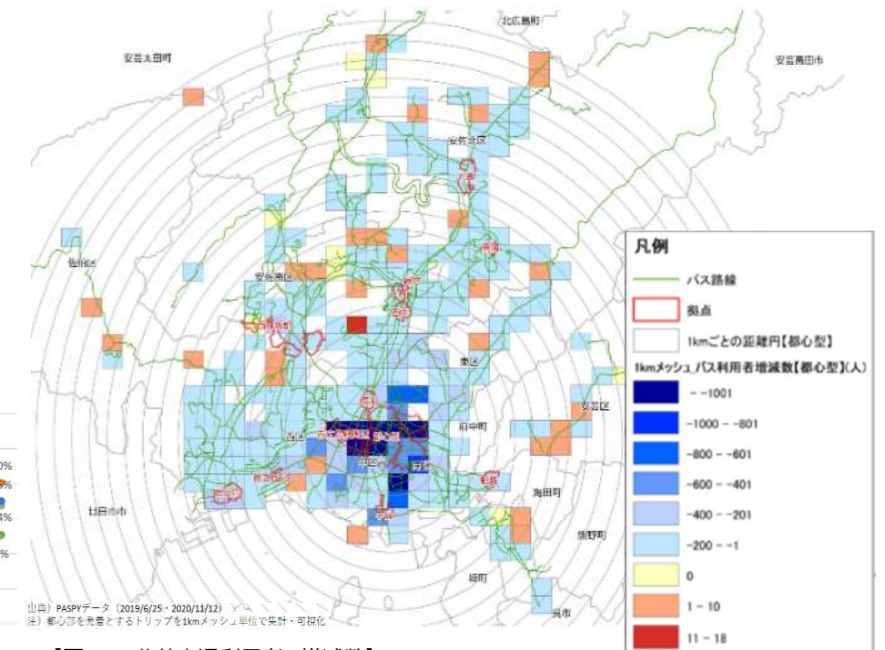 北広島町
安芸太田町
安芸高田市
安佐北区
佐伯区
安佐南区
東区
安芸区
西区
府中町
中区
海田町
廿日市市
熊野町
坂町
呉市
凡例
バス路線
拠点
1kmごとの距離円【都心型】
1kmメッシュ_バス利用者増減数【都心型】(人)
- -1001
-1000 - -801
-800 - -601
-600 - -401
-400 - -201
-200 - -1
0
1 - 10
11 - 18
0%
%
4%
%
出典）PASPYデータ（2019/6/25・2020/11/12）
注）都心部を発着とするトリップを1kmメッシュ単位で集計・可視化